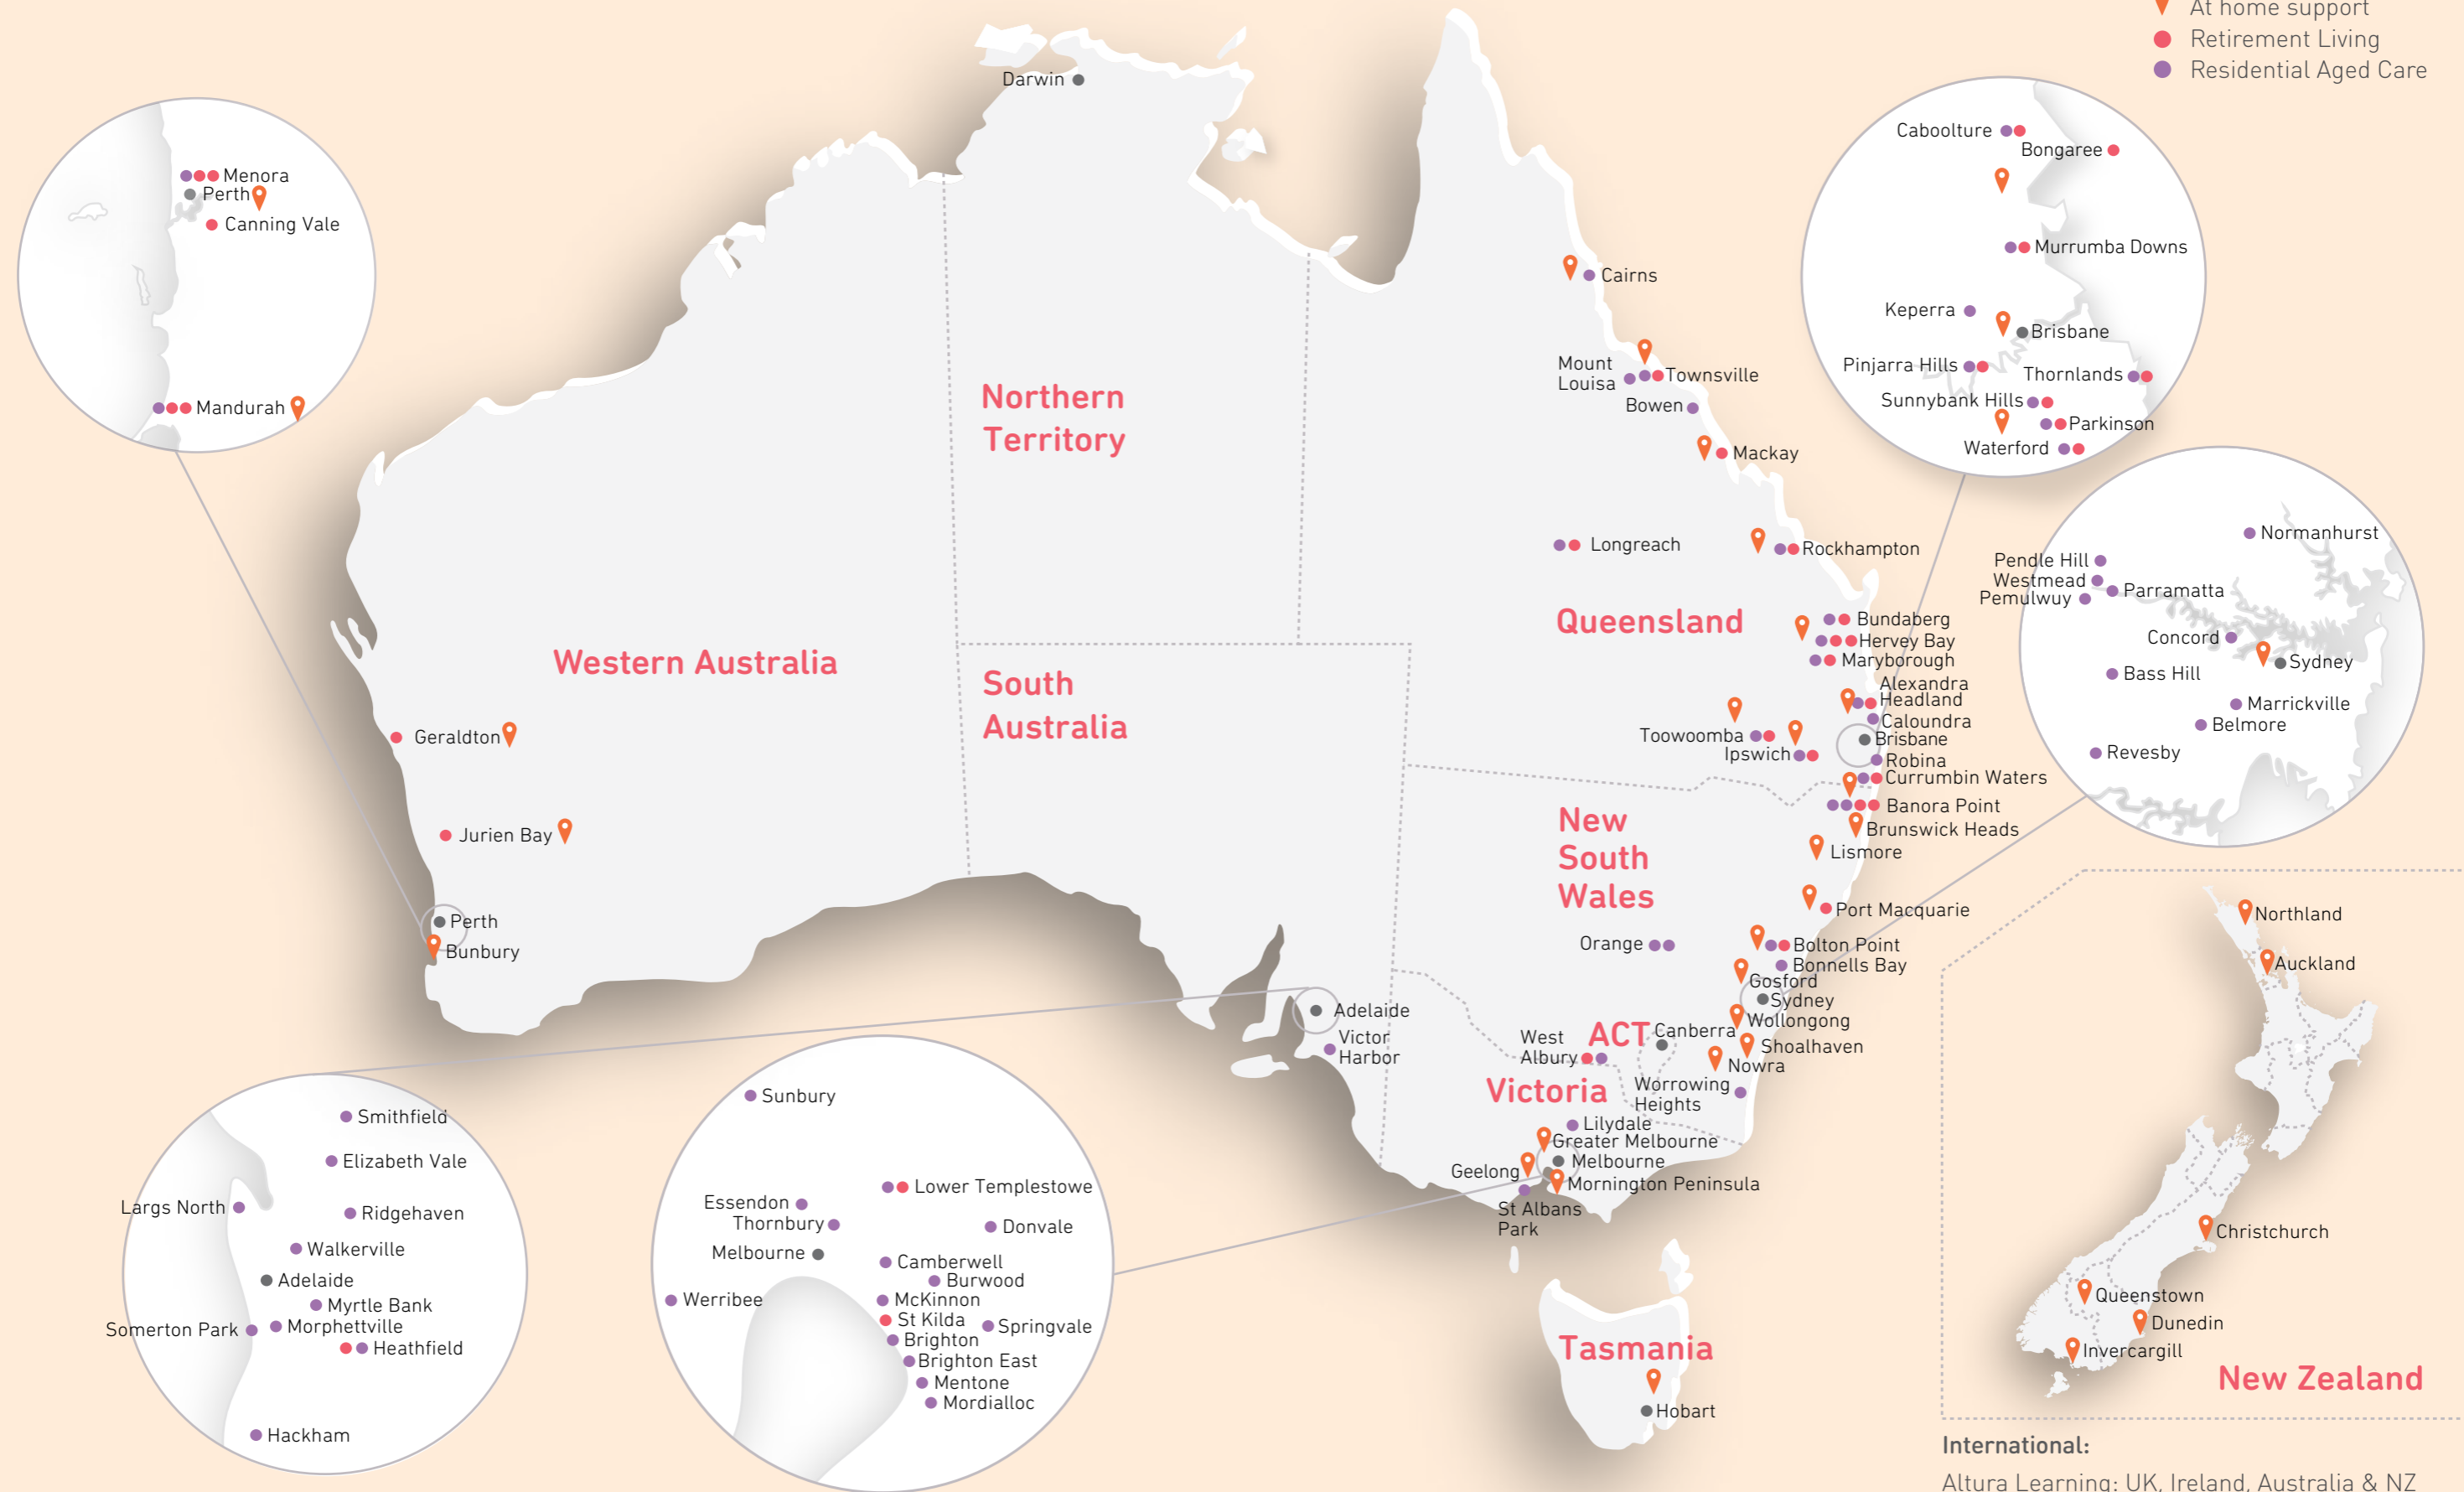 At home support
Retirement Living
Residential Aged Care
Darwin
Menora
Perth
Canning Vale
Mandurah
Caboolture
Bongaree
Murrumba Downs
Keperra
Brisbane
Pinjarra Hills
Thornlands
Sunnybank Hills
Parkinson
Waterford
Cairns
Mount
Louisa
Townsville
Bowen
Mackay
Northern
Territory
Longreach
Rockhampton
Queensland
Bundaberg
Hervey Bay
Maryborough
Alexandra
Headland
Caloundra
Toowoomba
Brisbane
Ipswich
Robina
Currumbin Waters
Western Australia
South
Australia
Geraldton
Jurien Bay
Perth
Bunbury
Normanhurst
Pendle Hill
Westmead
Parramatta
Pemulwuy
Concord
Sydney
Bass Hill
Marrickville
Belmore
Revesby
New
South
Wales
Banora Point
Brunswick Heads
Lismore
Port Macquarie
Orange
Bolton Point
Bonnells Bay
Gosford
Sydney
Wollongong
ACT
Canberra
Shoalhaven
Nowra
West
Albury
Worrowing
Heights
Adelaide
Victor
Harbor
Victoria
Lilydale
Greater Melbourne
Melbourne
Geelong
Mornington Peninsula
St Albans
Park
Smithfield
Elizabeth Vale
Largs North
Ridgehaven
Walkerville
Adelaide
Myrtle Bank
Somerton Park
Morphettville
Heathfield
Hackham
Sunbury
Lower Templestowe
Essendon
Thornbury
Donvale
Melbourne
Camberwell
Burwood
Werribee
McKinnon
St Kilda
Springvale
Brighton
Brighton East
Mentone
Mordialloc
Tasmania
Hobart
Northland
Auckland
Christchurch
Queenstown
Dunedin
Invercargill
New Zealand
International:
Altura Learning: UK, Ireland, Australia & NZ